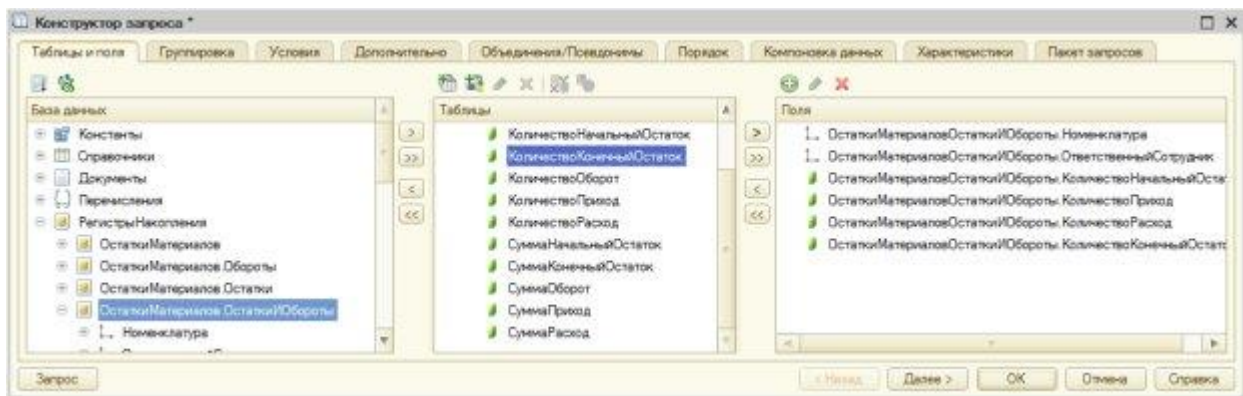 Конструктор запроса *
Таблицы и поля Группировка Условия Дополнительно Объединения/Псевдонимы Порядок Компоновка данных Характеристики Пакет запросов
База данных
Константы
Справочники
Документы
Перечисления
РегистрыНакопления
ОстаткиМатериалов
ОстаткиМатериалов.Обороты
ОстаткиМатериалов.Остатки
ОстаткиМатериалов.ОстаткиИОбороты
Номенклатура
>
>>
<
<<
Таблицы
КоличествоНачальныйОстаток
КоличествоКонечныйОстаток
КоличествоОборот
КоличествоПриход
КоличествоРасход
СуммаНачальныйОстаток
СуммаКонечныйОстаток
СуммаОборот
СуммаПриход
СуммаРасход
>
>>
<
<<
Поля
ОстаткиМатериаловОстаткиИОбороты.Номенклатура
ОстаткиМатериаловОстаткиИОбороты.ОтветственныйСотрудник
ОстаткиМатериаловОстаткиИОбороты.КоличествоНачальныйОста
ОстаткиМатериаловОстаткиИОбороты.КоличествоПриход
ОстаткиМатериаловОстаткиИОбороты.КоличествоРасход
ОстаткиМатериаловОстаткиИОбороты.КоличествоКонечныйОстат
Запрос < Назад Далее > ОК Отмена Справка